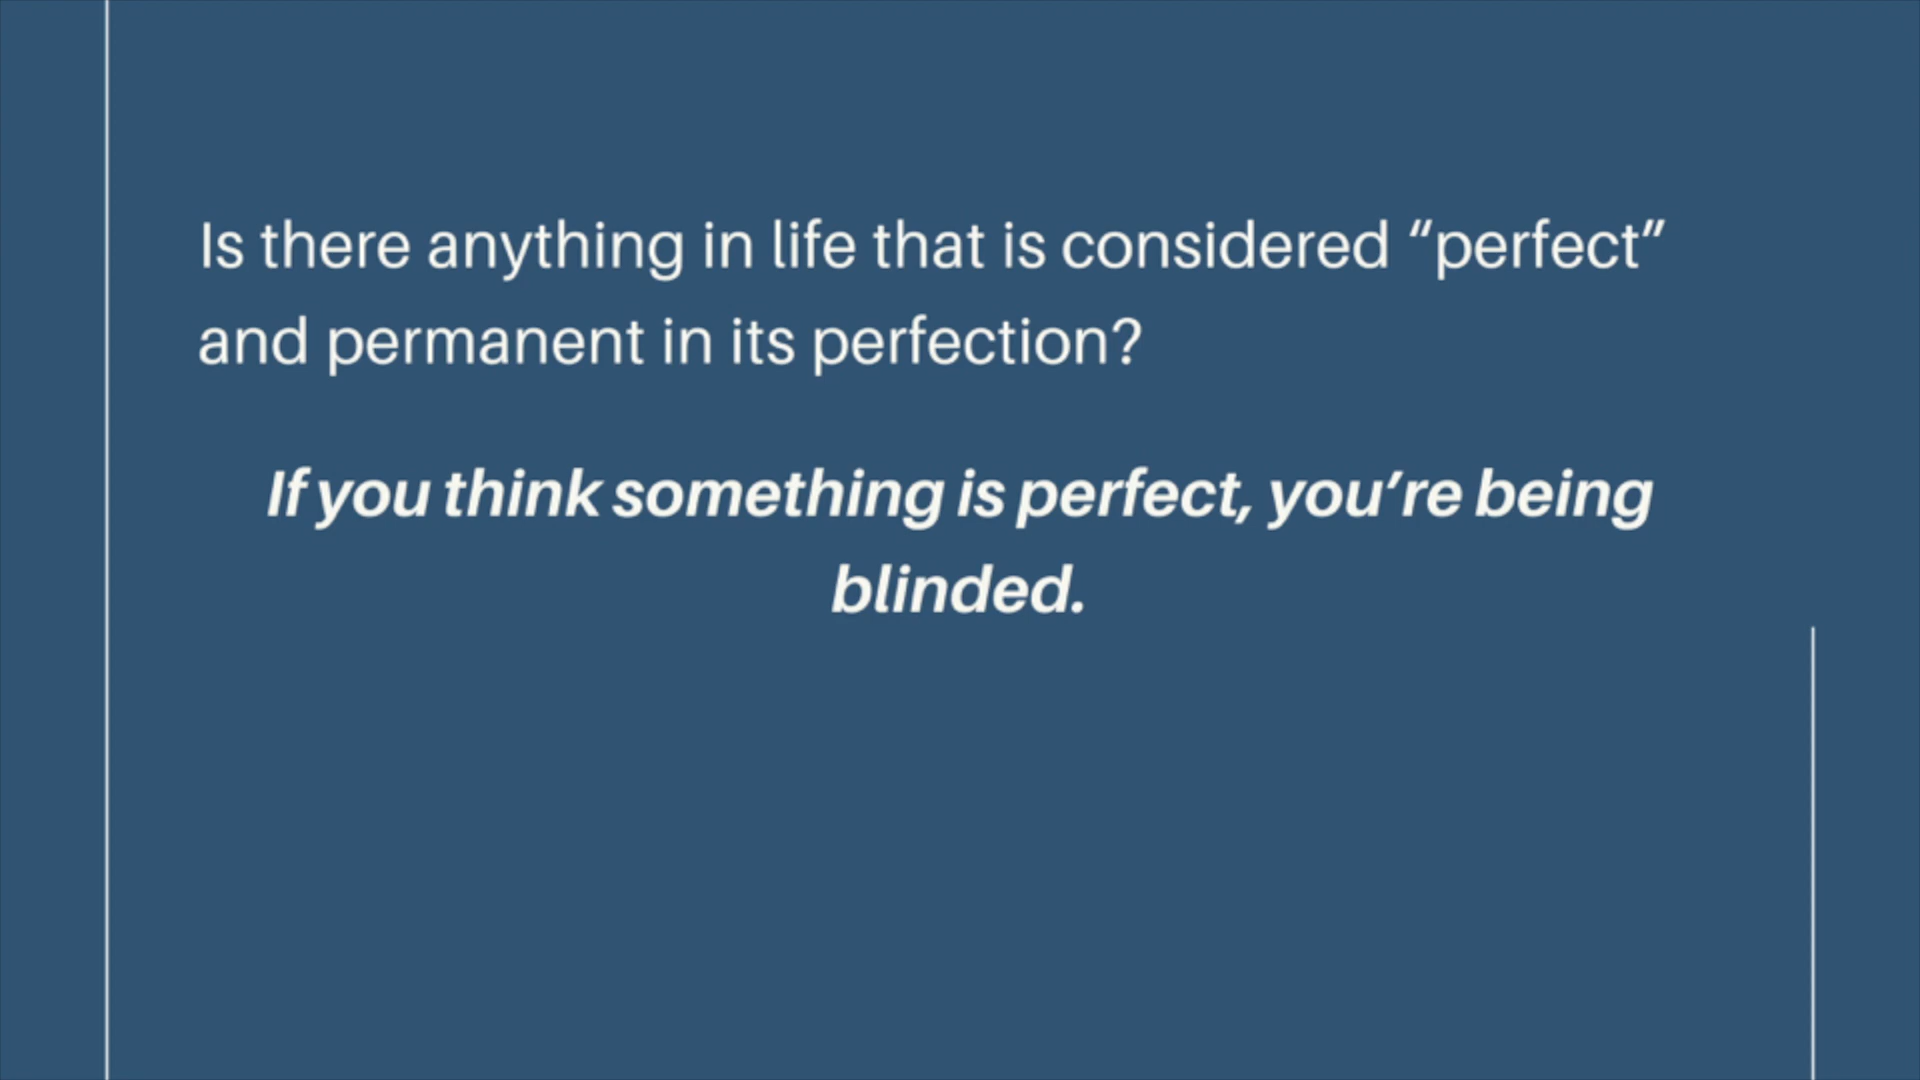 Is there anything in life that is considered “perfect”
and permanent in its perfection?
If you think something is perfect, you’re being
blinded.